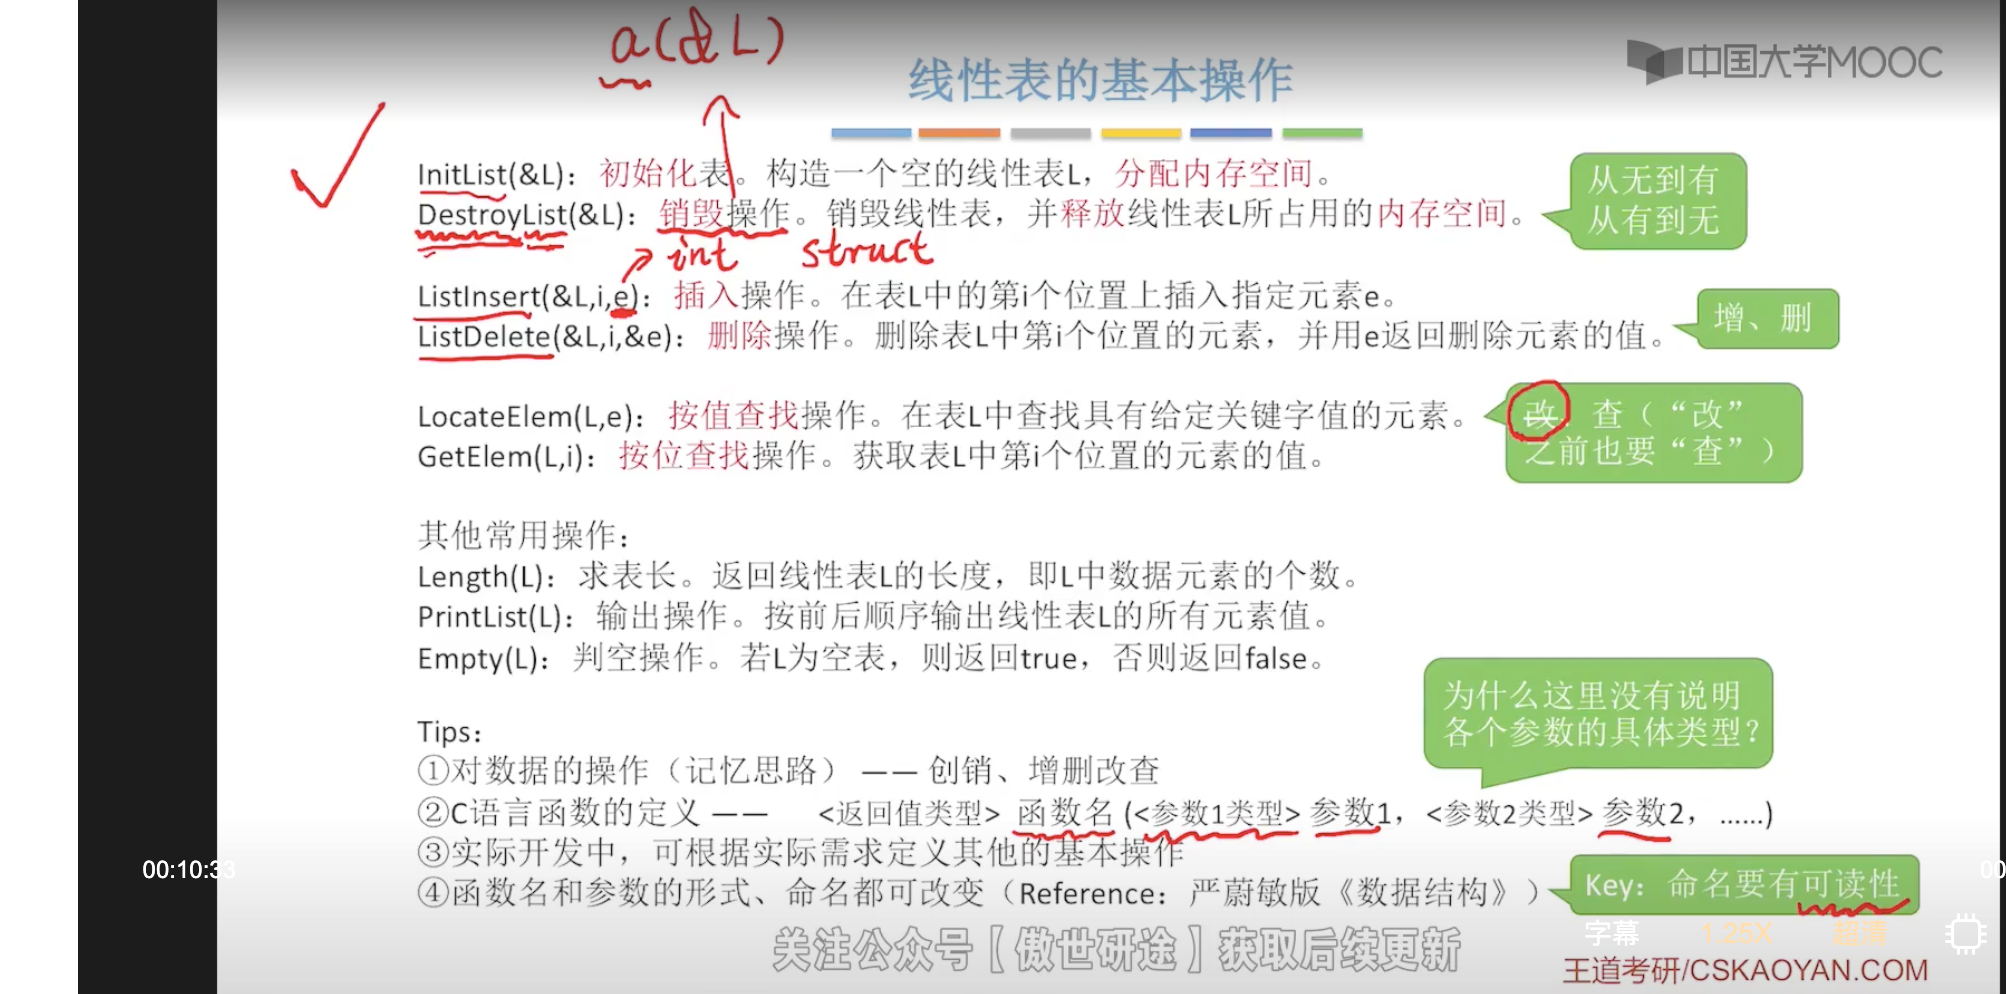 a(&L)
中国大学MOOC
线性表的基本操作
InitList(&L)：初始化表。构造一个空的线性表L，分配内存空间。
DestroyList(&L)：销毁操作。销毁线性表，并释放线性表L所占用的内存空间。
从无到有
从有到无
int struct
ListInsert(&L,i,e)：插入操作。在表L中的第i个位置上插入指定元素e。
ListDelete(&L,i,&e)：删除操作。删除表L中第i个位置的元素，并用e返回删除元素的值。
增、删
LocateElem(L,e)：按值查找操作。在表L中查找具有给定关键字值的元素。
GetElem(L,i)：按位查找操作。获取表L中第i个位置的元素的值。
改、查（“改”
之前也要“查”）
其他常用操作：
Length(L)：求表长。返回线性表L的长度，即L中数据元素的个数。
PrintList(L)：输出操作。按前后顺序输出线性表L的所有元素值。
Empty(L)：判空操作。若L为空表，则返回true，否则返回false。
为什么这里没有说明
各个参数的具体类型？
Tips：
①对数据的操作（记忆思路） —— 创销、增删改查
②C语言函数的定义 —— <返回值类型> 函数名 (<参数1类型> 参数1，<参数2类型> 参数2，……)
③实际开发中，可根据实际需求定义其他的基本操作
④函数名和参数的形式、命名都可改变（Reference：严蔚敏版《数据结构》）
Key：命名要有可读性
00:10:33
00
字幕 1.25X 超清
关注公众号【傲世研途】获取后续更新
王道考研/CSKAOYAN.COM